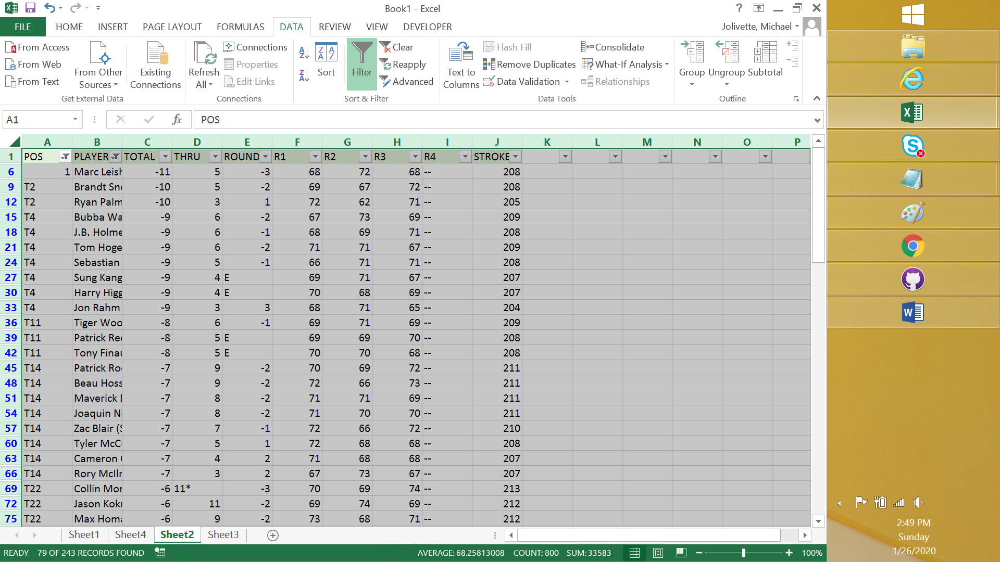 Book1 - Excel
FILE HOME INSERT PAGE LAYOUT FORMULAS DATA REVIEW VIEW DEVELOPER Jolivette, Michael
From Access
From Web
From Text
From Other Sources
Existing Connections
Get External Data
Refresh All
Connections
Properties
Edit Links
Connections
Sort
Filter
Clear
Reapply
Advanced
Sort & Filter
Text to Columns
Flash Fill
Remove Duplicates
Data Validation
Consolidate
What-If Analysis
Relationships
Data Tools
Group Ungroup Subtotal
Outline
A1 fx POS
A B C D E F G H I J K L M N O P
1 POS PLAYER TOTAL THRU ROUND R1 R2 R3 R4 STROKE
6 1 Marc Leish -11 5 -3 68 72 68 -- 208
9 T2 Brandt Sne -10 5 -2 69 67 72 -- 208
12 T2 Ryan Palm -10 3 1 72 62 71 -- 205
15 T4 Bubba Wa -9 6 -2 67 73 69 -- 209
18 T4 J.B. Holme -9 6 -1 68 69 71 -- 208
21 T4 Tom Hoge -9 6 -2 71 71 67 -- 209
24 T4 Sebastian -9 5 -1 66 71 71 -- 208
27 T4 Sung Kang -9 4 E 69 71 67 -- 207
30 T4 Harry Higg -9 4 E 70 68 69 -- 207
33 T4 Jon Rahm -9 3 3 68 71 65 -- 204
36 T11 Tiger Woo -8 6 -1 69 71 69 -- 209
39 T11 Patrick Ree -8 5 E 69 69 70 -- 208
42 T11 Tony Finau -8 5 E 70 70 68 -- 208
45 T14 Patrick Ro -7 9 -2 70 69 72 -- 211
48 T14 Beau Hoss -7 9 -2 72 66 73 -- 211
51 T14 Maverick -7 8 -2 71 71 69 -- 211
54 T14 Joaquin Ni -7 8 -2 71 70 70 -- 211
57 T14 Zac Blair (S -7 7 -1 72 66 72 -- 210
60 T14 Tyler McC -7 5 1 72 68 68 -- 208
63 T14 Cameron -7 4 2 71 68 68 -- 207
66 T14 Rory McIlr -7 3 2 67 73 67 -- 207
69 T22 Collin Mor -6 11* -3 70 69 74 -- 213
72 T22 Jason Kokr -6 11 -2 69 74 69 -- 212
75 T22 Max Homa -6 9 -2 73 68 71 -- 212
Sheet1 Sheet4 Sheet2 Sheet3
READY 79 OF 243 RECORDS FOUND AVERAGE: 68.25813008 COUNT: 800 SUM: 33583 100%
2:49 PM
Sunday
1/26/2020